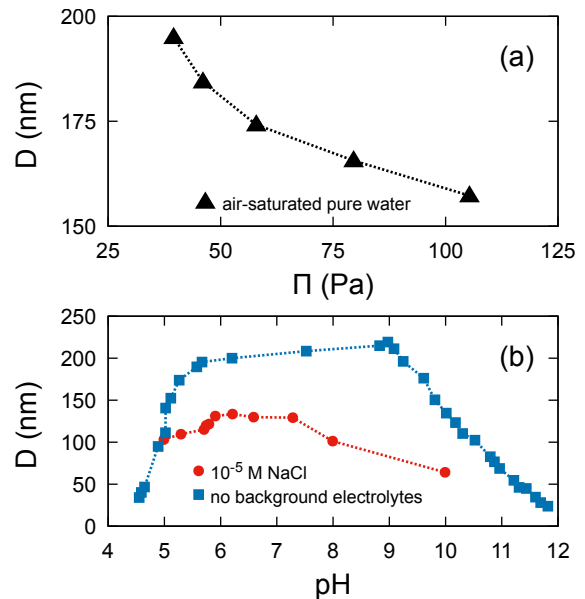 200
175
150
D (nm)
(a)
air-saturated pure water
25 50 75 100 125
Π (Pa)
250
200
150
100
50
0
D (nm)
(b)
10⁻⁵ M NaCl
no background electrolytes
4 5 6 7 8 9 10 11 12
pH